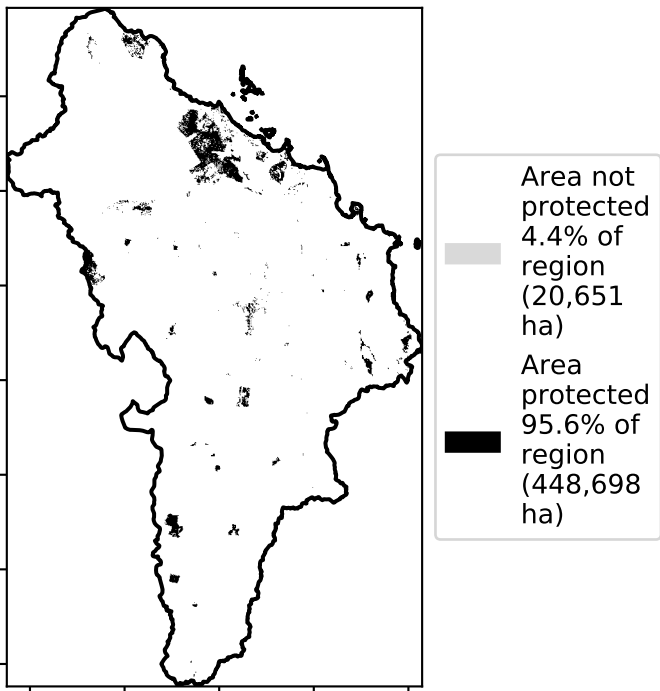 Area not
protected
4.4% of
region
(20,651
ha)
Area
protected
95.6% of
region
(448,698
ha)